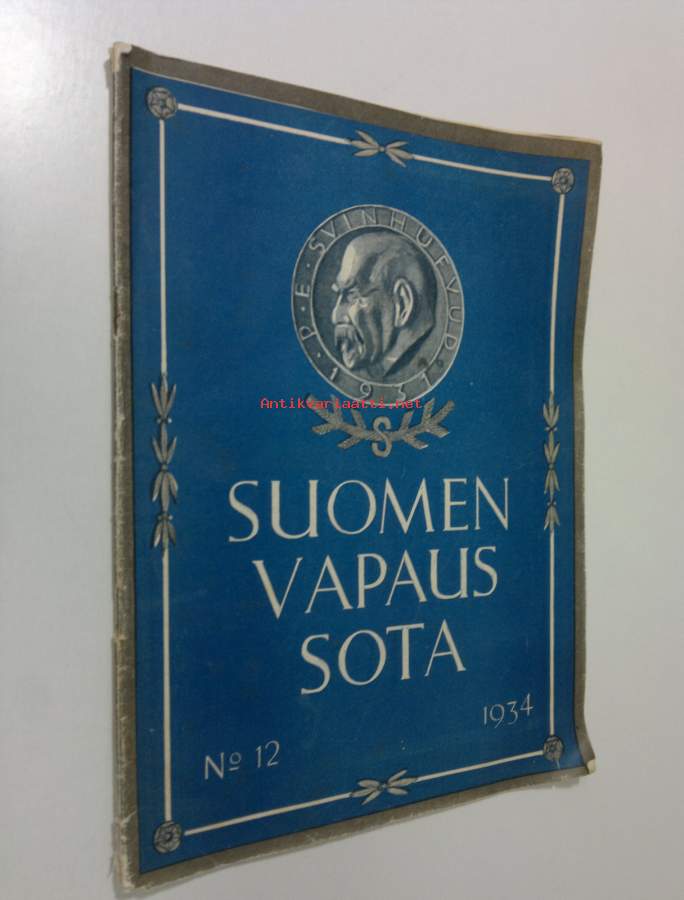 P·E·SVINHUFVUD
·1931·
Antikvariaatti.net
S
SUOMEN
VAPAUS
SOTA
Nº 12
1934